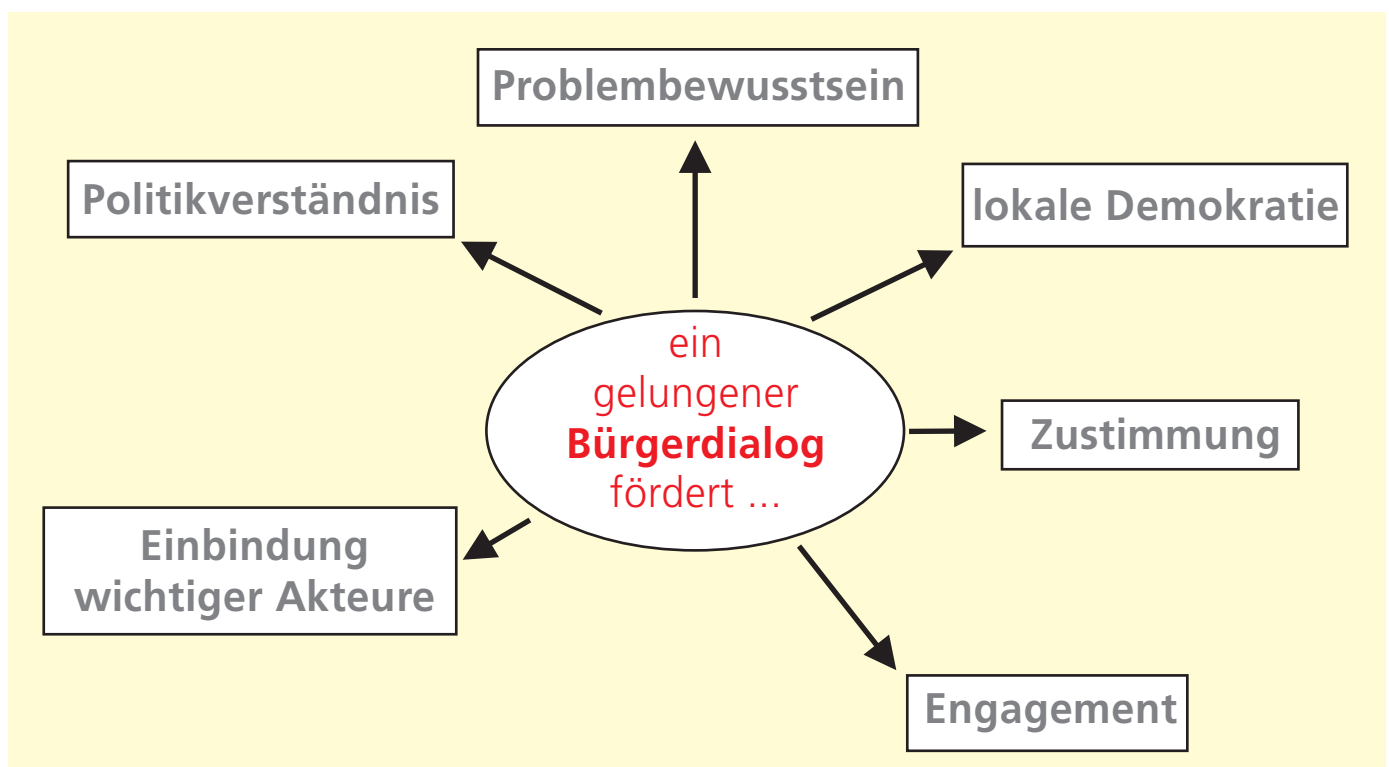 Problembewusstsein
Politikverständnis
lokale Demokratie
ein
gelungener
Bürgerdialog
fördert ...
Zustimmung
Einbindung
wichtiger Akteure
Engagement